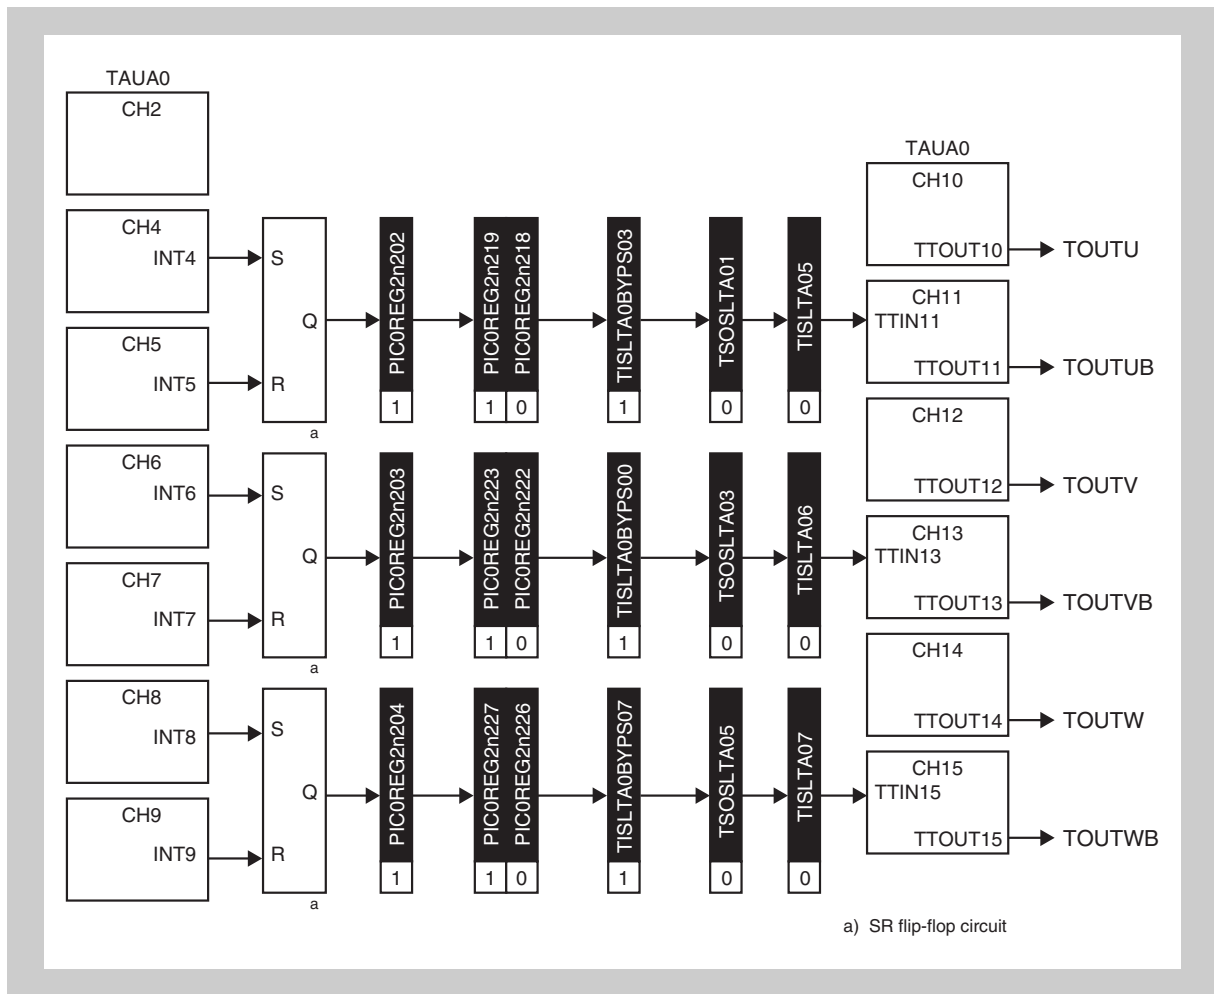 TAUA0
CH2
CH4
INT4
CH5
INT5
CH6
INT6
CH7
INT7
CH8
INT8
CH9
INT9
S
Q
R
a
S
Q
R
a
S
Q
R
a
PIC0REG2n202
1
PIC0REG2n219
PIC0REG2n218
1 0
TISLTA0BYPS03
1
TSOSLTA01
0
TISLTA05
0
PIC0REG2n203
1
PIC0REG2n223
PIC0REG2n222
1 0
TISLTA0BYPS00
1
TSOSLTA03
0
TISLTA06
0
PIC0REG2n204
1
PIC0REG2n227
PIC0REG2n226
1 0
TISLTA0BYPS07
1
TSOSLTA05
0
TISLTA07
0
TAUA0
CH10
TTOUT10 TOUTU
CH11
TTIN11
TTOUT11 TOUTUB
CH12
TTOUT12 TOUTV
CH13
TTIN13
TTOUT13 TOUTVB
CH14
TTOUT14 TOUTW
CH15
TTIN15
TTOUT15 TOUTWB
a) SR flip-flop circuit